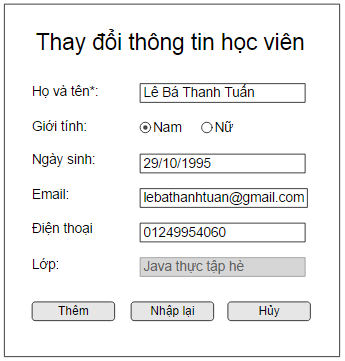 Thay đổi thông tin học viên
Họ và tên*: Lê Bá Thanh Tuấn
Giới tính: Nam Nữ
Ngày sinh: 29/10/1995
Email: lebathanhtuan@gmail.com
Điện thoại 01249954060
Lớp: Java thực tập hè
Thêm Nhập lại Hủy